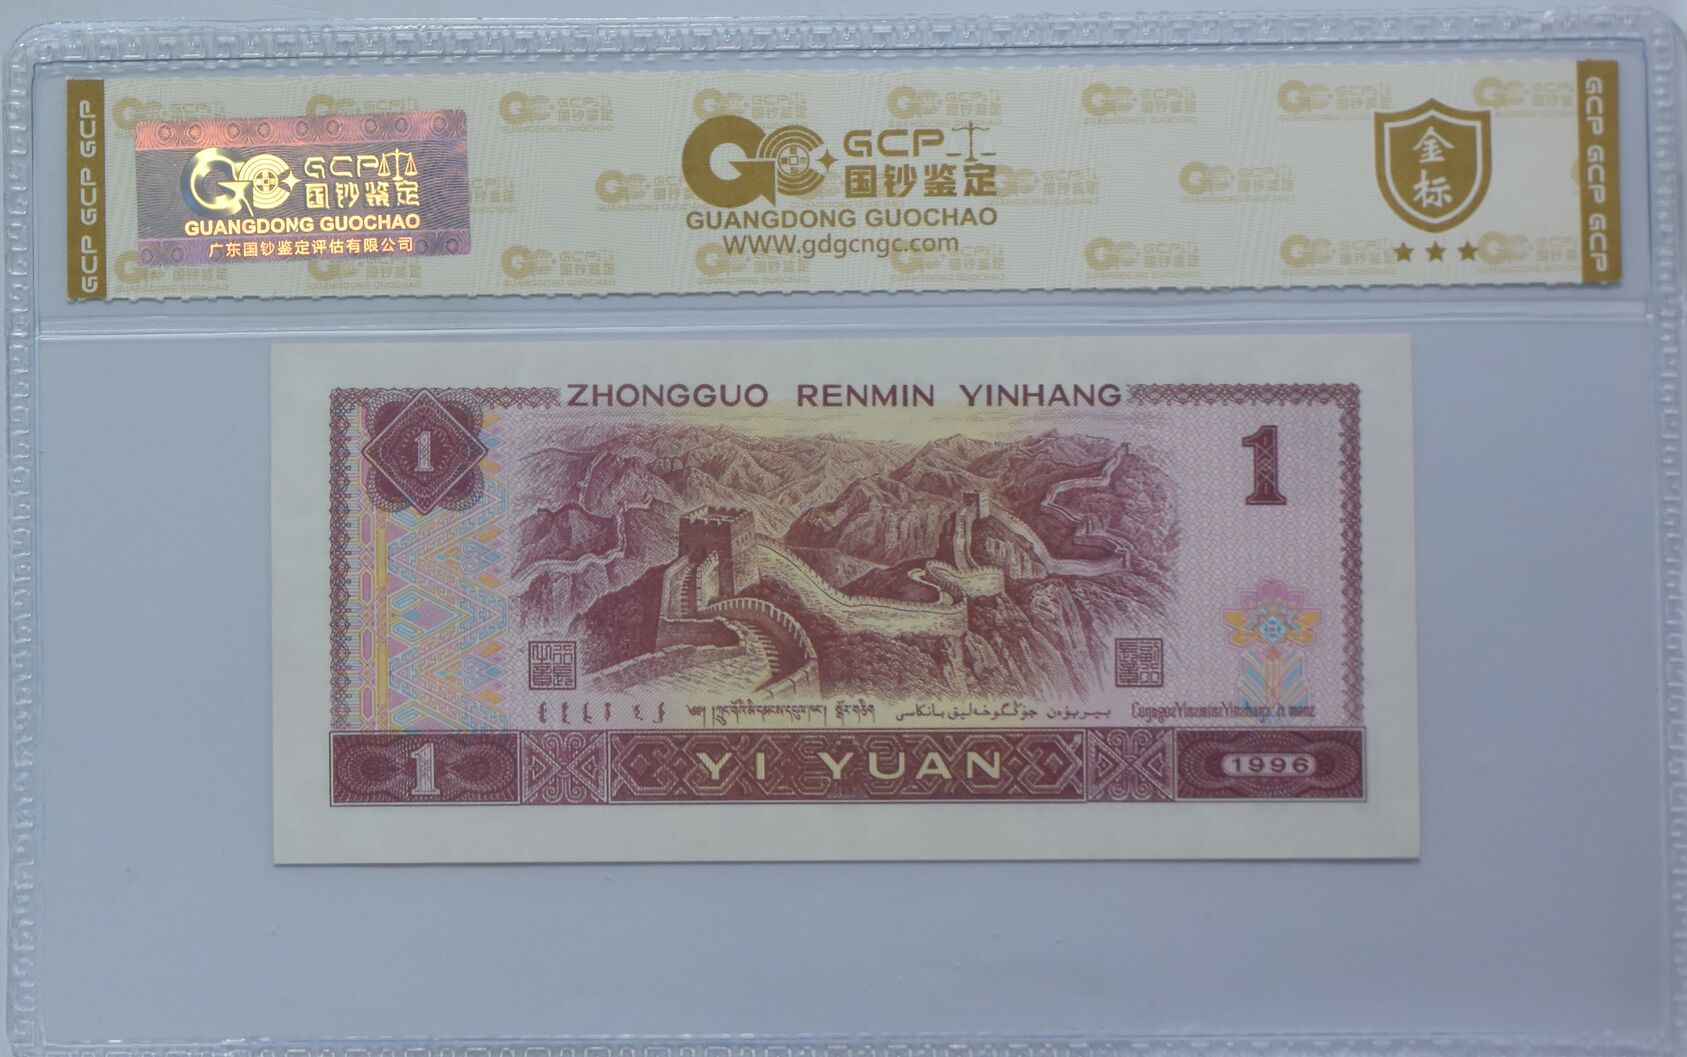 GCP GCP GCP
GCP
国钞鉴定
GUANGDONG GUOCHAO
广东国钞鉴定评估有限公司
GCP
国钞鉴定
GUANGDONG GUOCHAO
WWW.gdgcngc.com
金标
GCP GCP GCP
ZHONGGUO RENMIN YINHANG
1
1
1 YI YUAN 1996